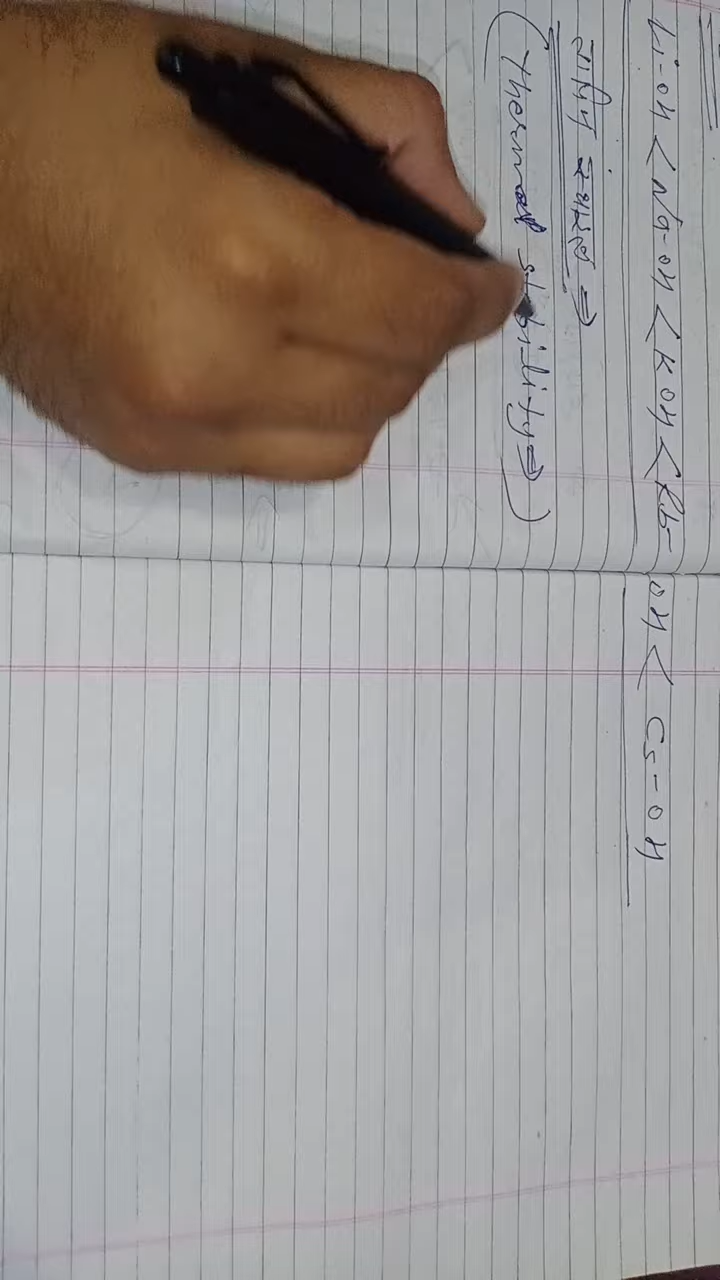 Li-OH < Na-OH < KOH < Rb-OH < Cs-OH
तापीय स्थायित्व ⇒
(Thermal stability ⇒)